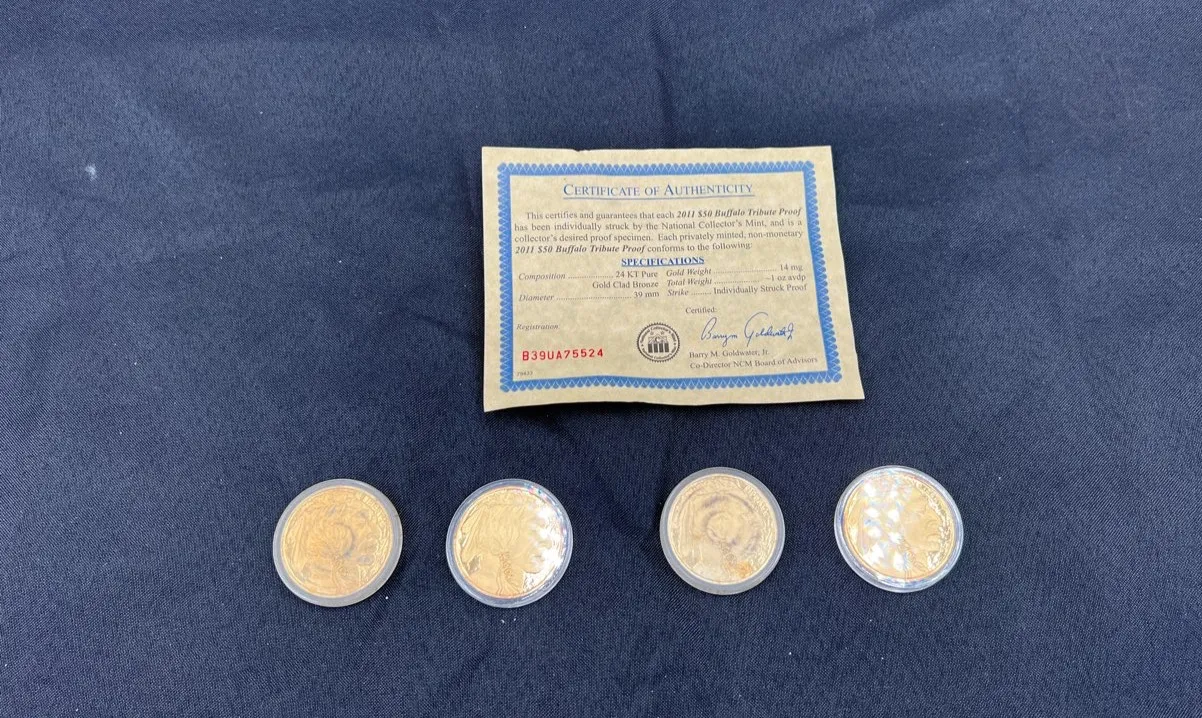 CERTIFICATE OF AUTHENTICITY
This certifies and guarantees that each 2011 $50 Buffalo Tribute Proof
has been individually struck by the National Collector's Mint, and is a
collector's desired proof specimen. Each privately minted, non-monetary
2011 $50 Buffalo Tribute Proof conforms to the following:
SPECIFICATIONS
Composition .................. 24 KT Pure
Gold Clad Bronze
Diameter ............................ 39 mm
Gold Weight ........................ 14 mg
Total Weight .................... ~1 oz avdp
Strike ........ Individually Struck Proof
Certified:
Registration
B39UA75524
Barry M. Goldwater, Jr.
Co-Director NCM Board of Advisors